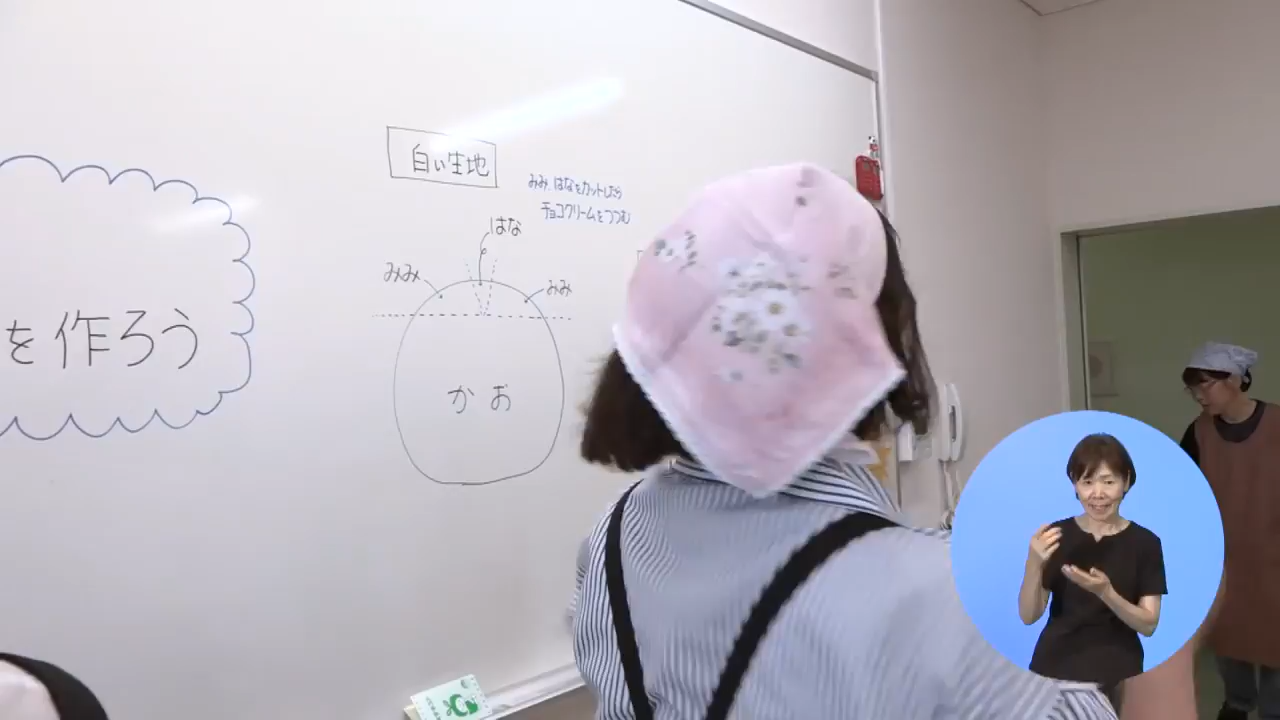 を作ろう
白い生地
みみ、はなをカットしたら
チョコクリームをつつむ
はな
みみ
みみ
かお